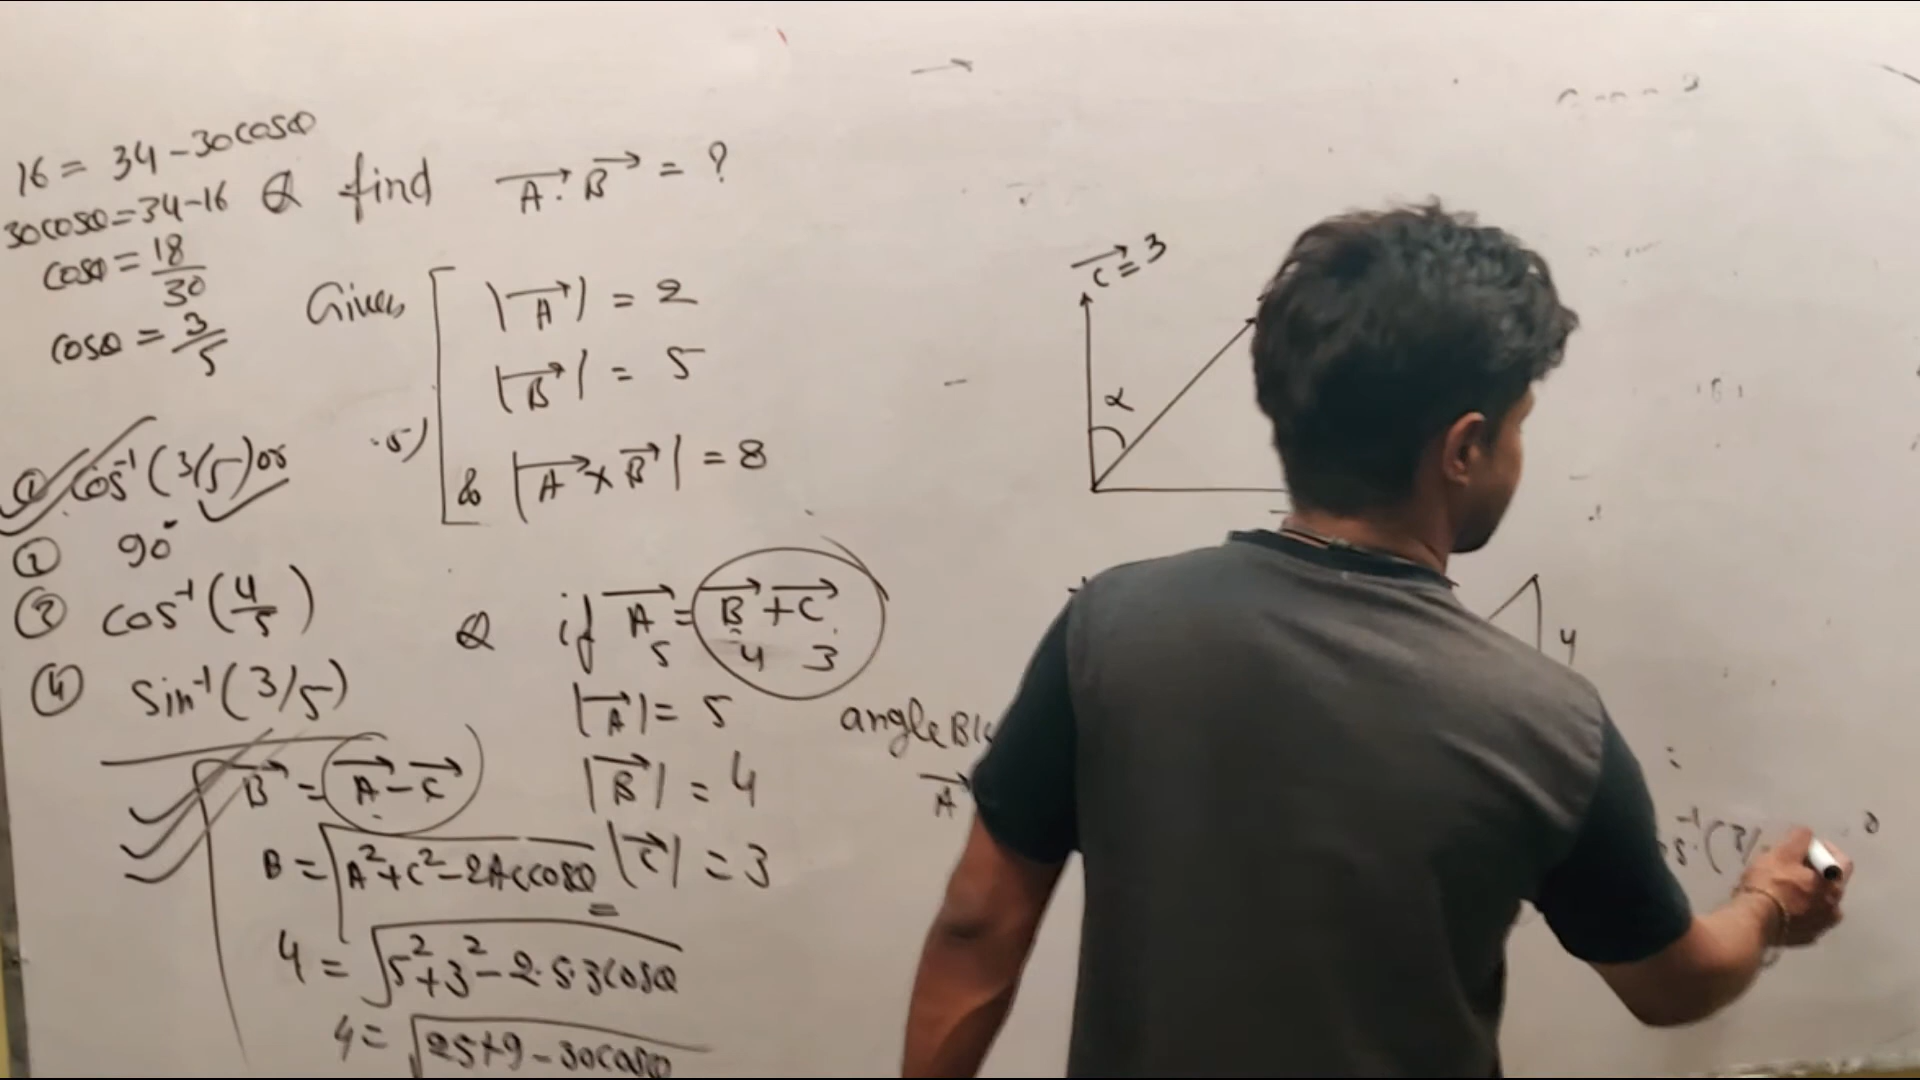 16 = 34 - 30cosθ
30cosθ = 34 - 16
cosθ = 18/30
cosθ = 3/5
① cos⁻¹(3/5) or
② 90°
③ cos⁻¹(4/5)
④ sin⁻¹(3/5)
B⃗ = A⃗ - C⃗
B = √A²+C²-2ACcosθ
4 = √5²+3²-2·5·3cosθ
4 = √25+9-30cosθ
Q find A⃗.B⃗ = ?
Given
|A⃗| = 2
|B⃗| = 5
& |A⃗×B⃗| = 8
Q if A⃗ = B⃗+C⃗
5 4 3
|A⃗| = 5
|B⃗| = 4
|C⃗| = 3
angle
A⃗
C⃗ = 3
α
4